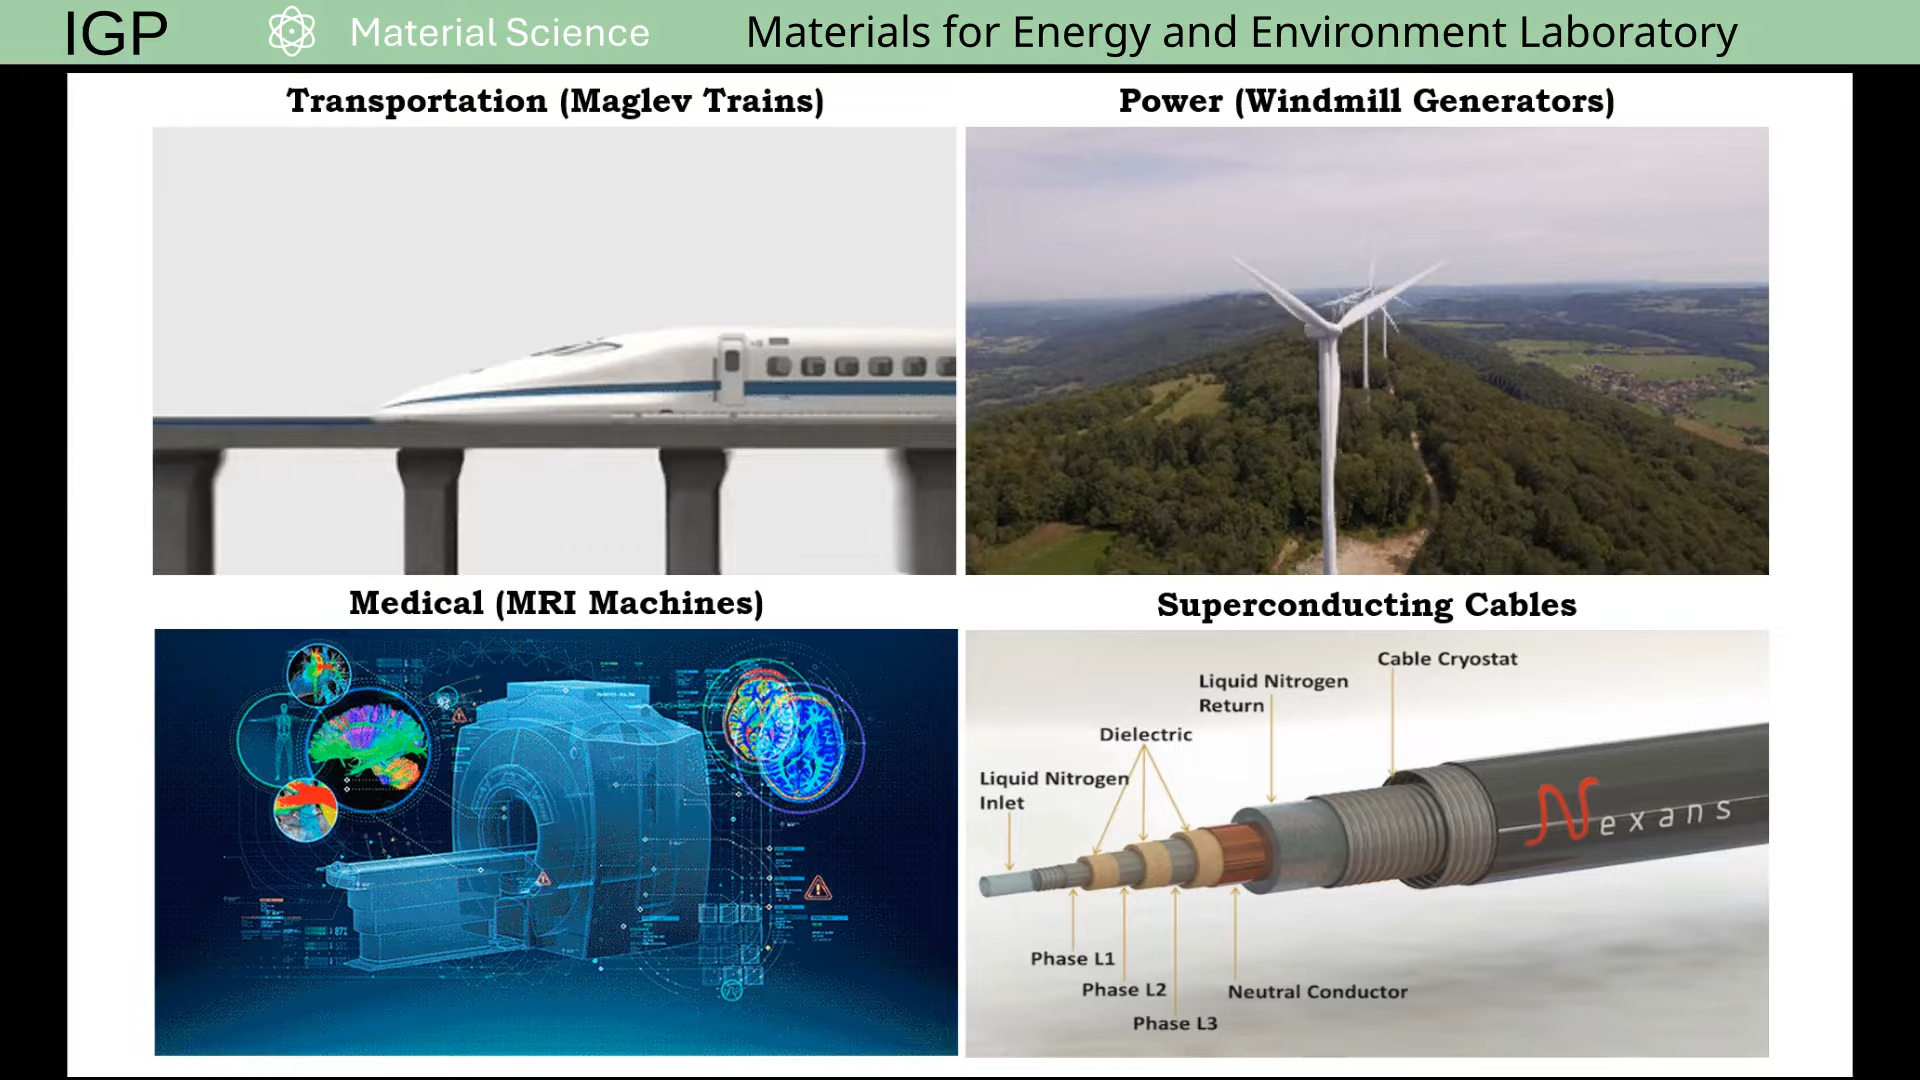 IGP
Material Science
Materials for Energy and Environment Laboratory
Transportation (Maglev Trains)
Power (Windmill Generators)
Medical (MRI Machines)
Superconducting Cables
Cable Cryostat
Liquid Nitrogen
Return
Dielectric
Liquid Nitrogen
Inlet
Nexans
Phase L1
Phase L2
Neutral Conductor
Phase L3